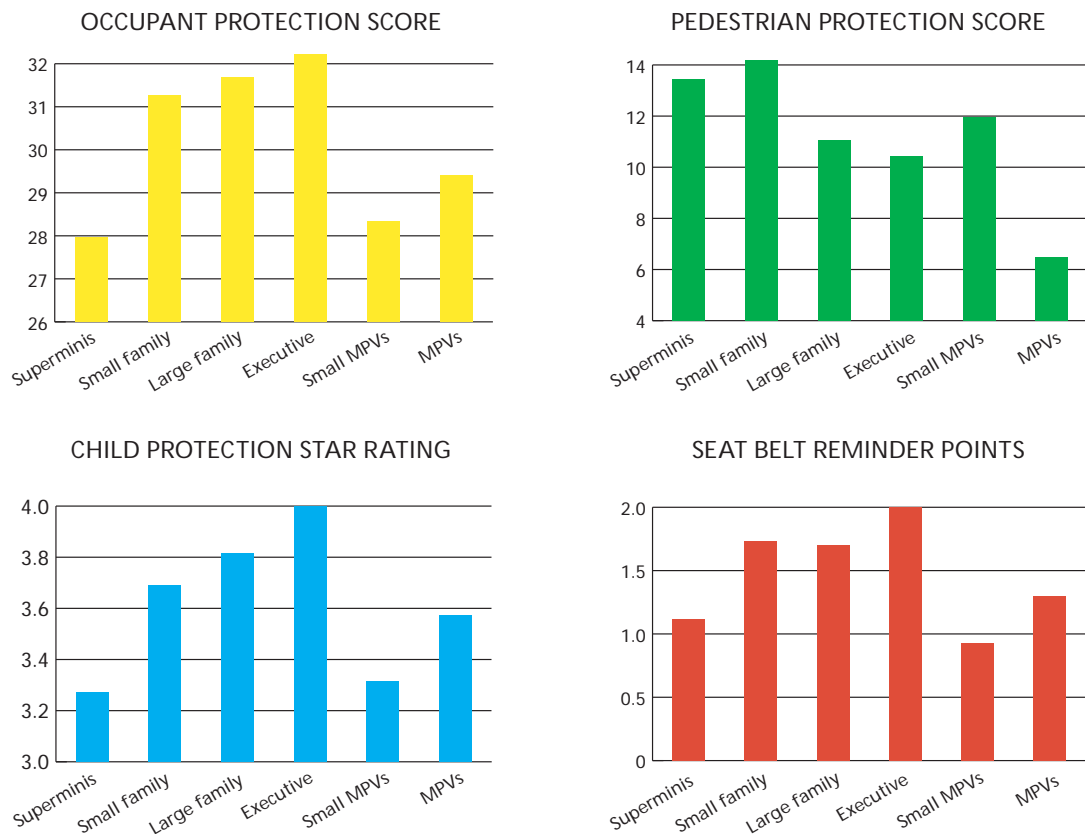 OCCUPANT PROTECTION SCORE
32
31
30
29
28
27
26
Superminis
Small family
Large family
Executive
Small MPVs
MPVs
PEDESTRIAN PROTECTION SCORE
14
12
10
8
6
4
Superminis
Small family
Large family
Executive
Small MPVs
MPVs
CHILD PROTECTION STAR RATING
4.0
3.8
3.6
3.4
3.2
3.0
Superminis
Small family
Large family
Executive
Small MPVs
MPVs
SEAT BELT REMINDER POINTS
2.0
1.5
1.0
0.5
0
Superminis
Small family
Large family
Executive
Small MPVs
MPVs